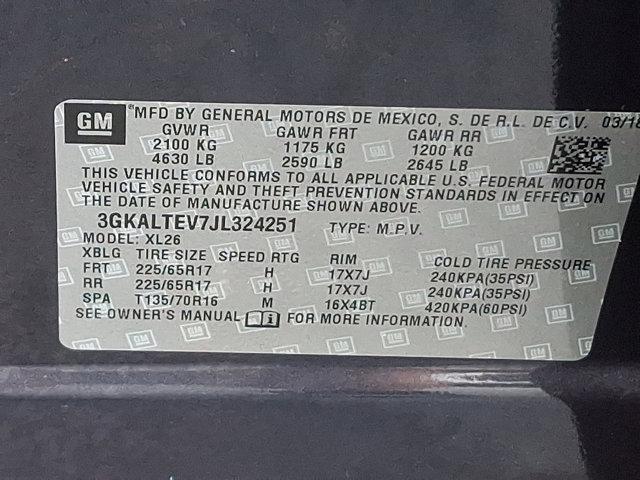 GM ® MFD BY GENERAL MOTORS DE MEXICO, S. DE R.L. DE C.V. 03/18
GVWR GAWR FRT GAWR RR
2100 KG 1175 KG 1200 KG
4630 LB 2590 LB 2645 LB
THIS VEHICLE CONFORMS TO ALL APPLICABLE U.S. FEDERAL MOTOR
VEHICLE SAFETY AND THEFT PREVENTION STANDARDS IN EFFECT ON
THE DATE OF MANUFACTURE SHOWN ABOVE.
3GKALTEV7JL324251 TYPE: M.P.V.
MODEL: XL26
XBLG TIRE SIZE SPEED RTG RIM COLD TIRE PRESSURE
FRT 225/65R17 H 17X7J 240KPA(35PSI)
RR 225/65R17 H 17X7J 240KPA(35PSI)
SPA T135/70R16 M 16X4BT 420KPA(60PSI)
SEE OWNER'S MANUAL FOR MORE INFORMATION.